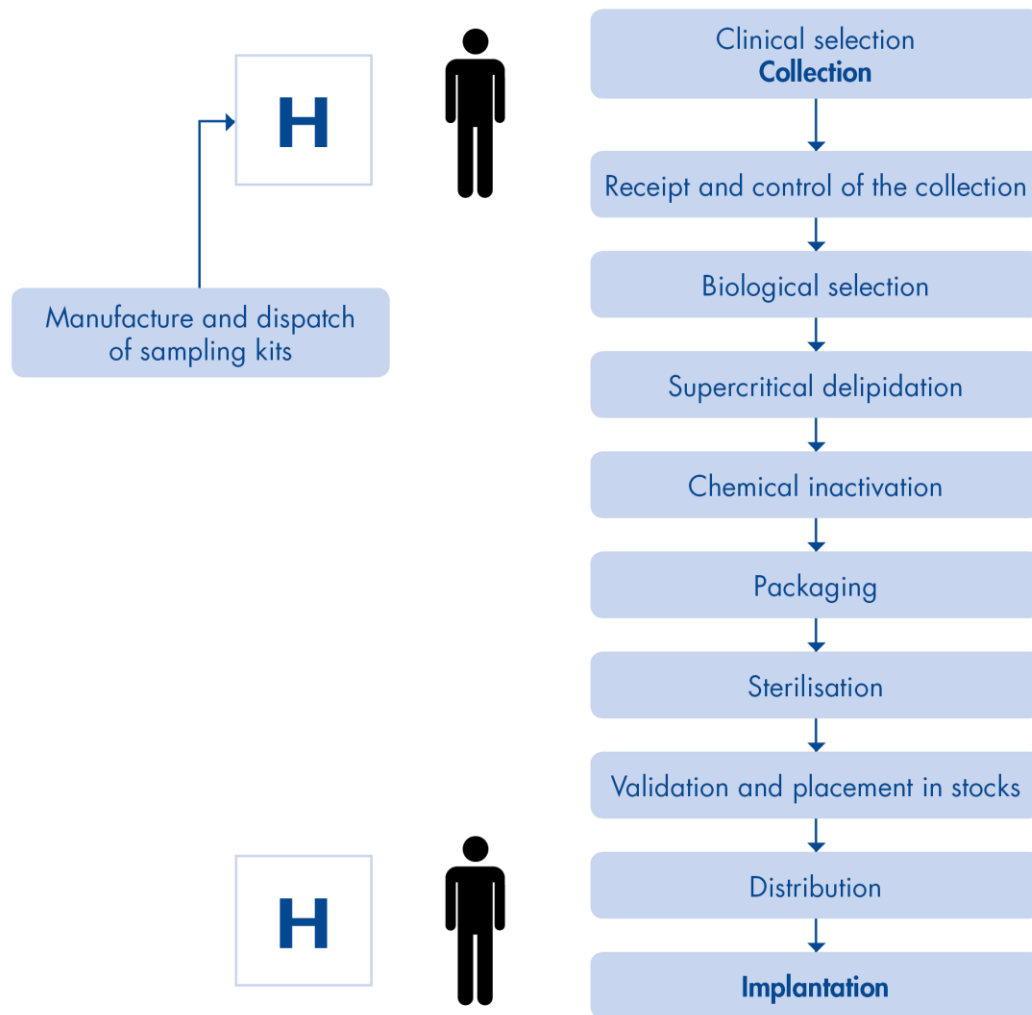 H
Clinical selection
Collection
Receipt and control of the collection
Manufacture and dispatch
of sampling kits
Biological selection
Supercritical delipidation
Chemical inactivation
Packaging
Sterilisation
Validation and placement in stocks
Distribution
H
Implantation